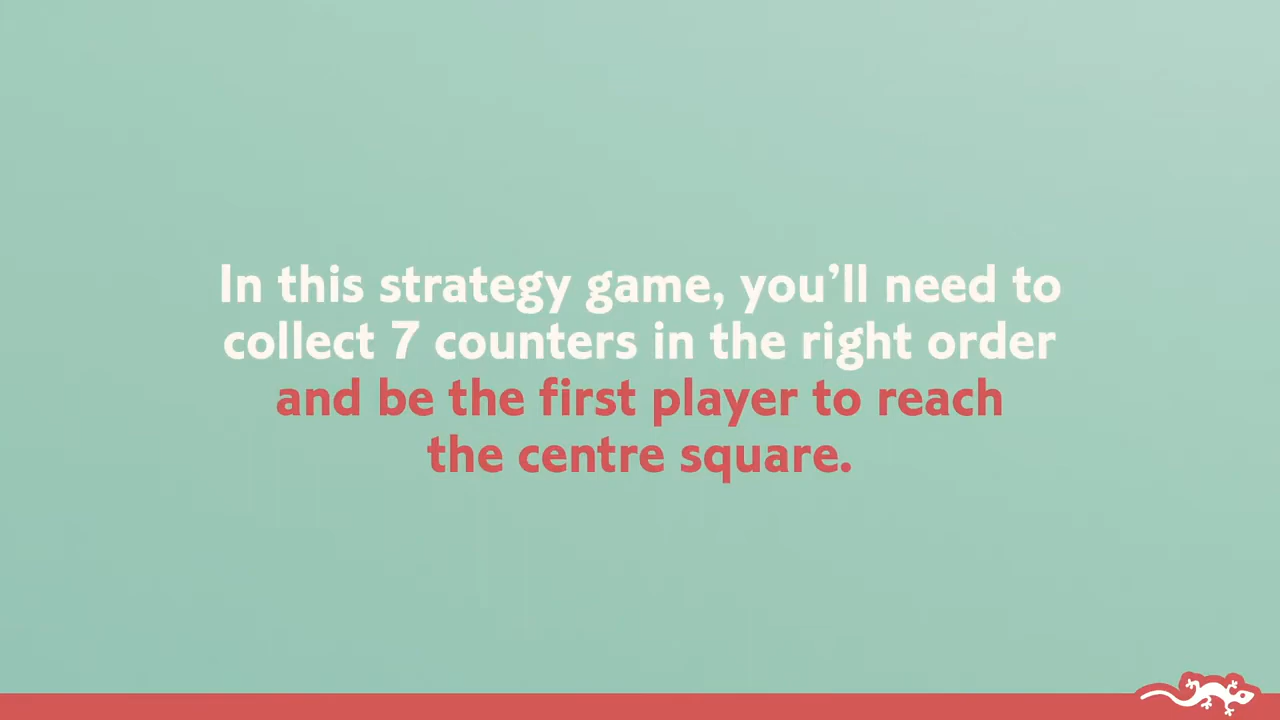 In this strategy game, you’ll need to
collect 7 counters in the right order
and be the first player to reach
the centre square.